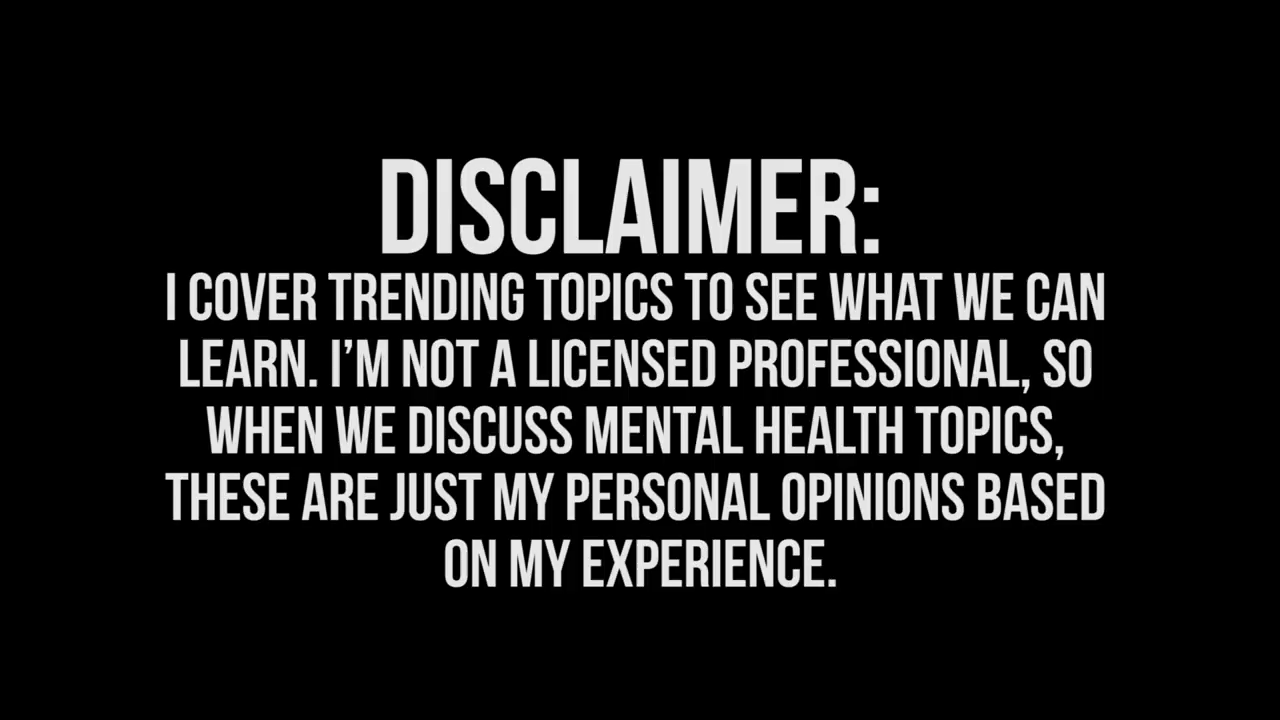 DISCLAIMER:
I COVER TRENDING TOPICS TO SEE WHAT WE CAN
LEARN. I’M NOT A LICENSED PROFESSIONAL, SO
WHEN WE DISCUSS MENTAL HEALTH TOPICS,
THESE ARE JUST MY PERSONAL OPINIONS BASED
ON MY EXPERIENCE.